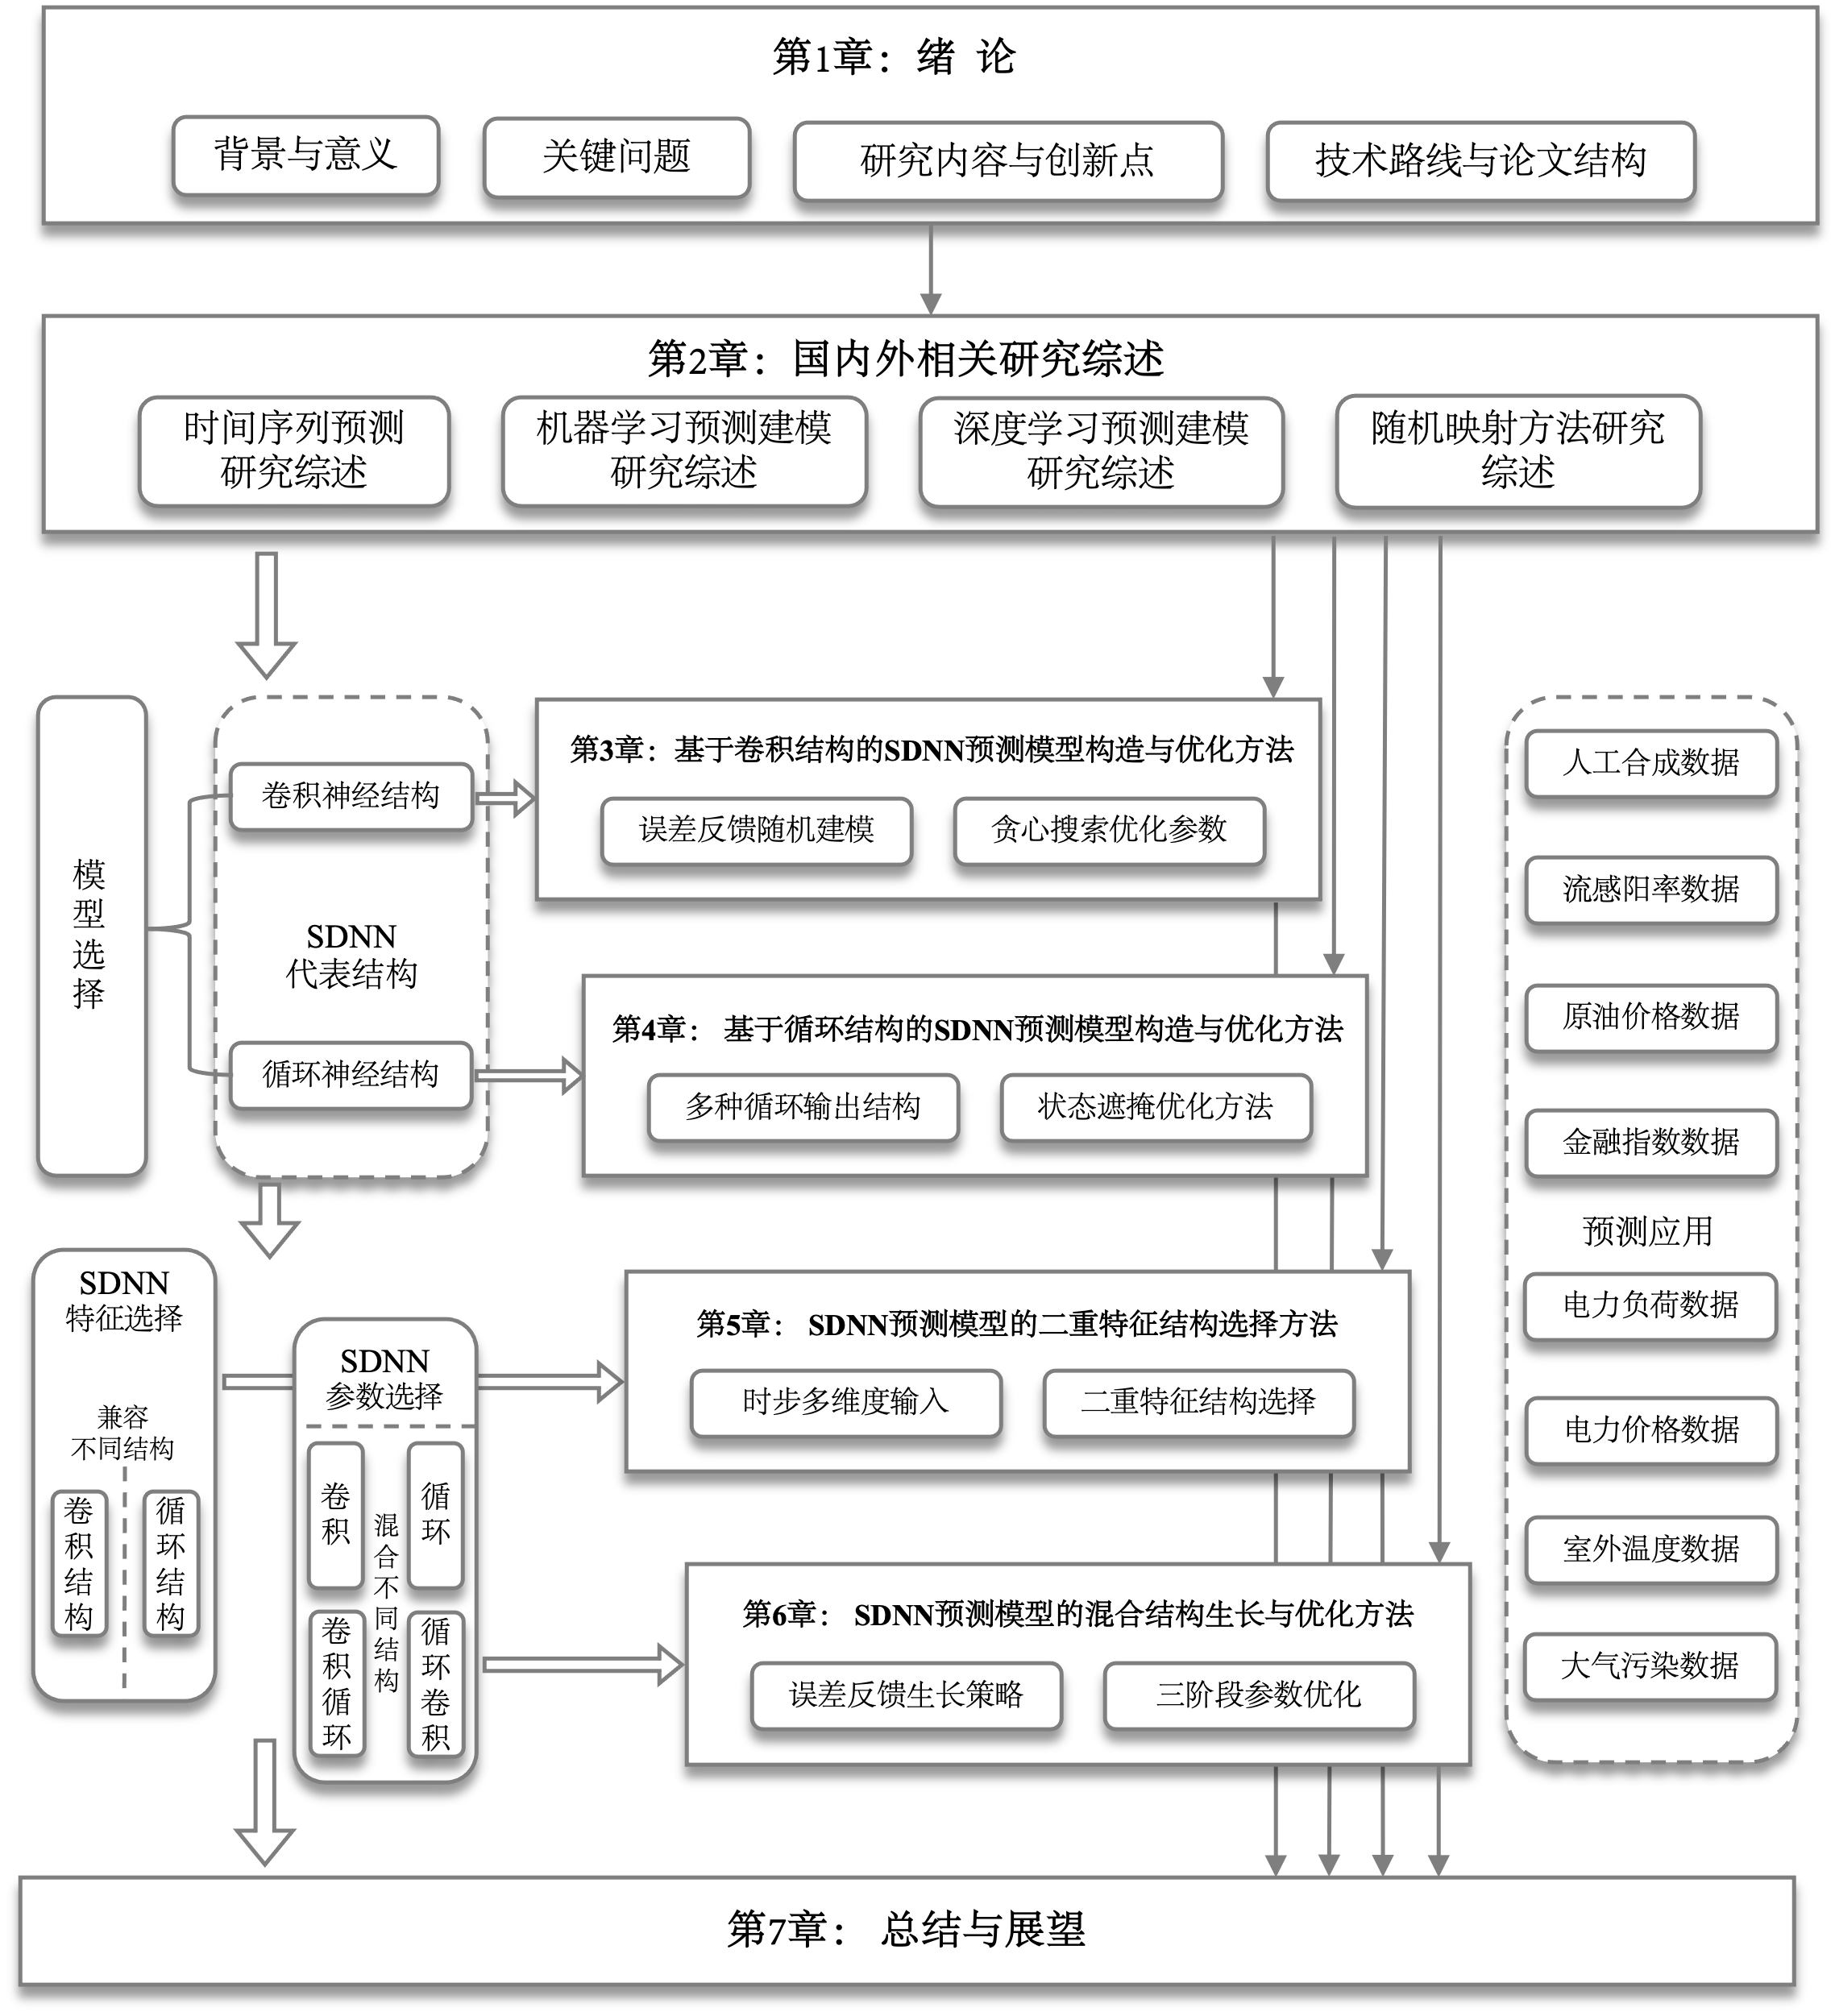 第1章：绪 论
背景与意义
关键问题
研究内容与创新点
技术路线与论文结构
第2章：国内外相关研究综述
时间序列预测
研究综述
机器学习预测建模
研究综述
深度学习预测建模
研究综述
随机映射方法研究
综述
模
型
选
择
卷积神经结构
SDNN
代表结构
循环神经结构
第3章：基于卷积结构的SDNN预测模型构造与优化方法
误差反馈随机建模
贪心搜索优化参数
第4章： 基于循环结构的SDNN预测模型构造与优化方法
多种循环输出结构
状态遮掩优化方法
SDNN
特征选择
兼容
不同结构
卷
积
结
构
循
环
结
构
SDNN
参数选择
卷
积
循
环
混
合
不
同
结
构
卷
积
循
环
循
环
卷
积
第5章： SDNN预测模型的二重特征结构选择方法
时步多维度输入
二重特征结构选择
第6章： SDNN预测模型的混合结构生长与优化方法
误差反馈生长策略
三阶段参数优化
人工合成数据
流感阳率数据
原油价格数据
金融指数数据
预测应用
电力负荷数据
电力价格数据
室外温度数据
大气污染数据
第7章： 总结与展望